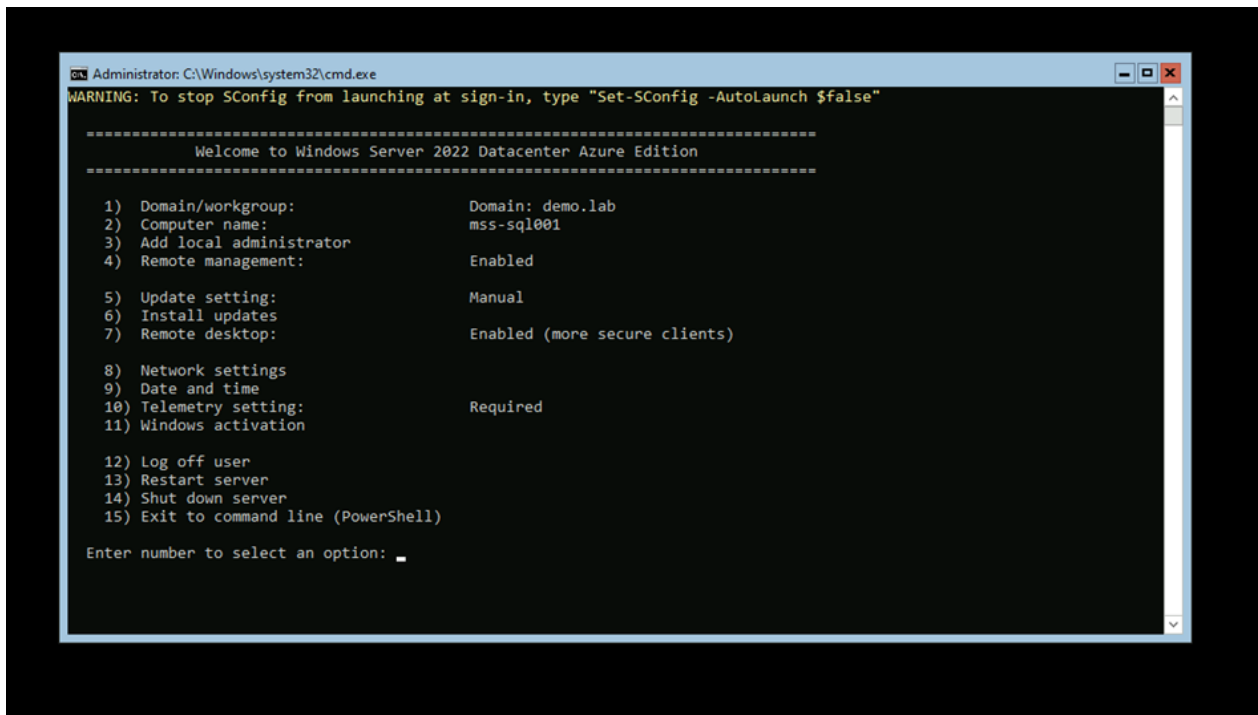 Administrator: C:\Windows\system32\cmd.exe
WARNING: To stop SConfig from launching at sign-in, type "Set-SConfig -AutoLaunch $false"
================================================================================
Welcome to Windows Server 2022 Datacenter Azure Edition
================================================================================
1) Domain/workgroup: Domain: demo.lab
2) Computer name: mss-sql001
3) Add local administrator
4) Remote management: Enabled
5) Update setting: Manual
6) Install updates
7) Remote desktop: Enabled (more secure clients)
8) Network settings
9) Date and time
10) Telemetry setting: Required
11) Windows activation
12) Log off user
13) Restart server
14) Shut down server
15) Exit to command line (PowerShell)
Enter number to select an option: